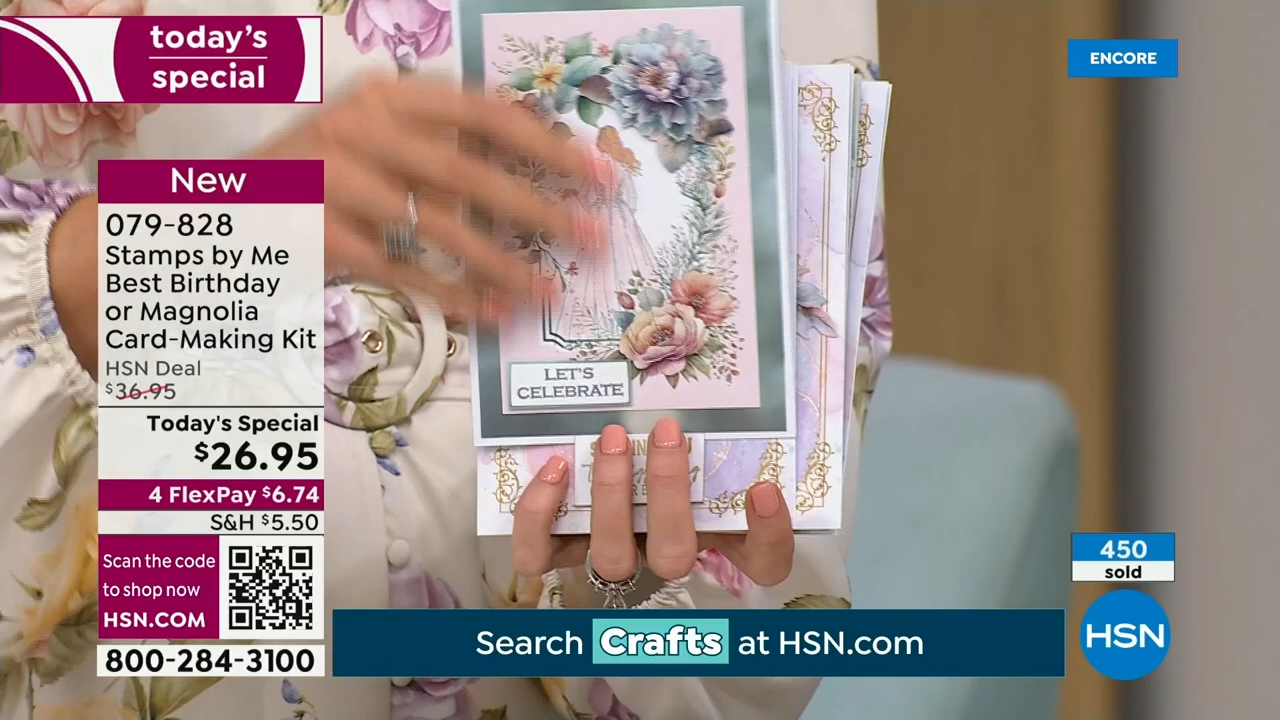 today's
special
ENCORE
New
079-828
Stamps by Me
Best Birthday
or Magnolia
Card-Making Kit
HSN Deal
$36.95
Today's Special
$26.95
4 FlexPay $6.74
S&H $5.50
Scan the code
to shop now
HSN.COM
800-284-3100
LET'S
CELEBRATE
450
sold
HSN
Search Crafts at HSN.com